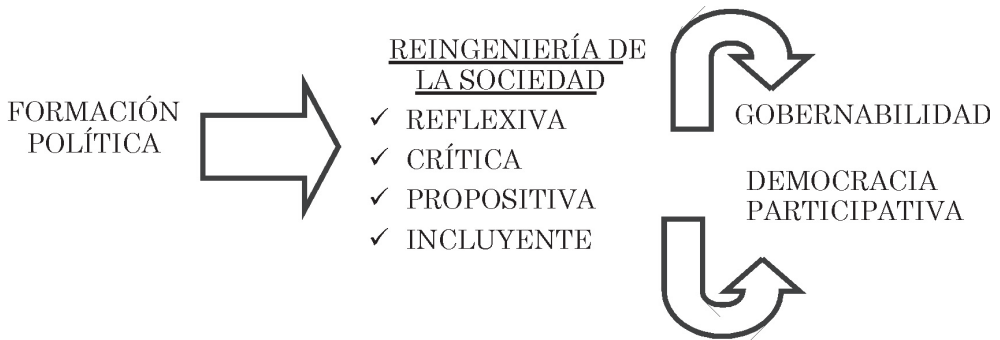 FORMACIÓN
POLÍTICA
REINGENIERÍA DE
LA SOCIEDAD
✓ REFLEXIVA
✓ CRÍTICA
✓ PROPOSITIVA
✓ INCLUYENTE
GOBERNABILIDAD
DEMOCRACIA
PARTICIPATIVA